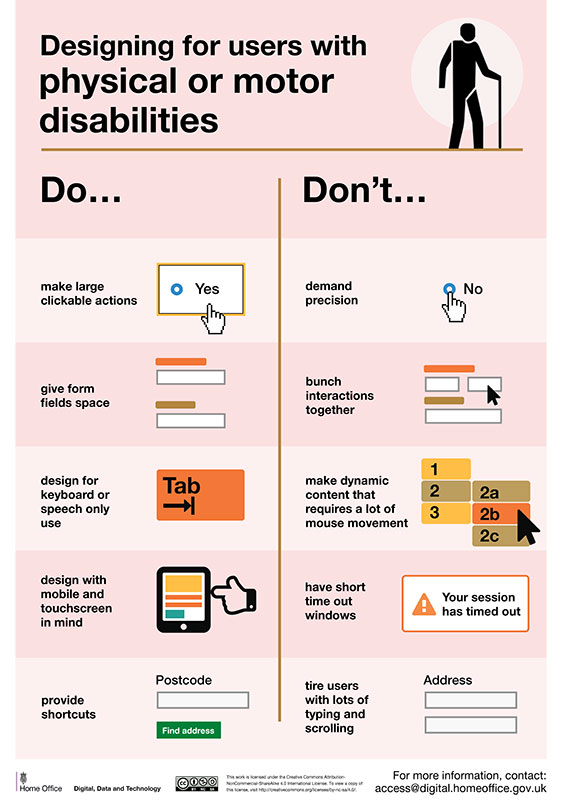 Designing for users with
physical or motor
disabilities
Do…
Don’t…
make large
clickable actions
Yes
demand
precision
No
give form
fields space
bunch
interactions
together
design for
keyboard or
speech only
use
Tab
make dynamic
content that
requires a lot of
mouse movement
1
2
3
2a
2b
2c
design with
mobile and
touchscreen
in mind
have short
time out
windows
Your session
has timed out
provide
shortcuts
Postcode
Find address
tire users
with lots of
typing and
scrolling
Address
Home Office
Digital, Data and Technology
cc
BY NC SA
This work is licensed under the Creative Commons Attribution-
NonCommercial-ShareAlike 4.0 International License. To view a copy of
this license, visit http://creativecommons.org/licenses/by-nc-sa/4.0/.
For more information, contact:
access@digital.homeoffice.gov.uk